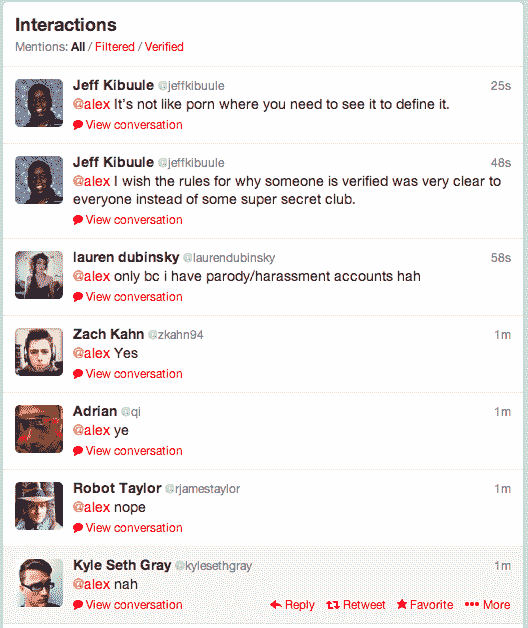 Interactions
Mentions: All / Filtered / Verified
Jeff Kibuule @jeffkibuule 25s
@alex It's not like porn where you need to see it to define it.
View conversation
Jeff Kibuule @jeffkibuule 48s
@alex I wish the rules for why someone is verified was very clear to
everyone instead of some super secret club.
View conversation
lauren dubinsky @laurendubinsky 58s
@alex only bc i have parody/harassment accounts hah
View conversation
Zach Kahn @zkahn94 1m
@alex Yes
View conversation
Adrian @qi 1m
@alex ye
View conversation
Robot Taylor @rjamestaylor 1m
@alex nope
View conversation
Kyle Seth Gray @kylesethgray 1m
@alex nah
View conversation Reply Retweet Favorite More